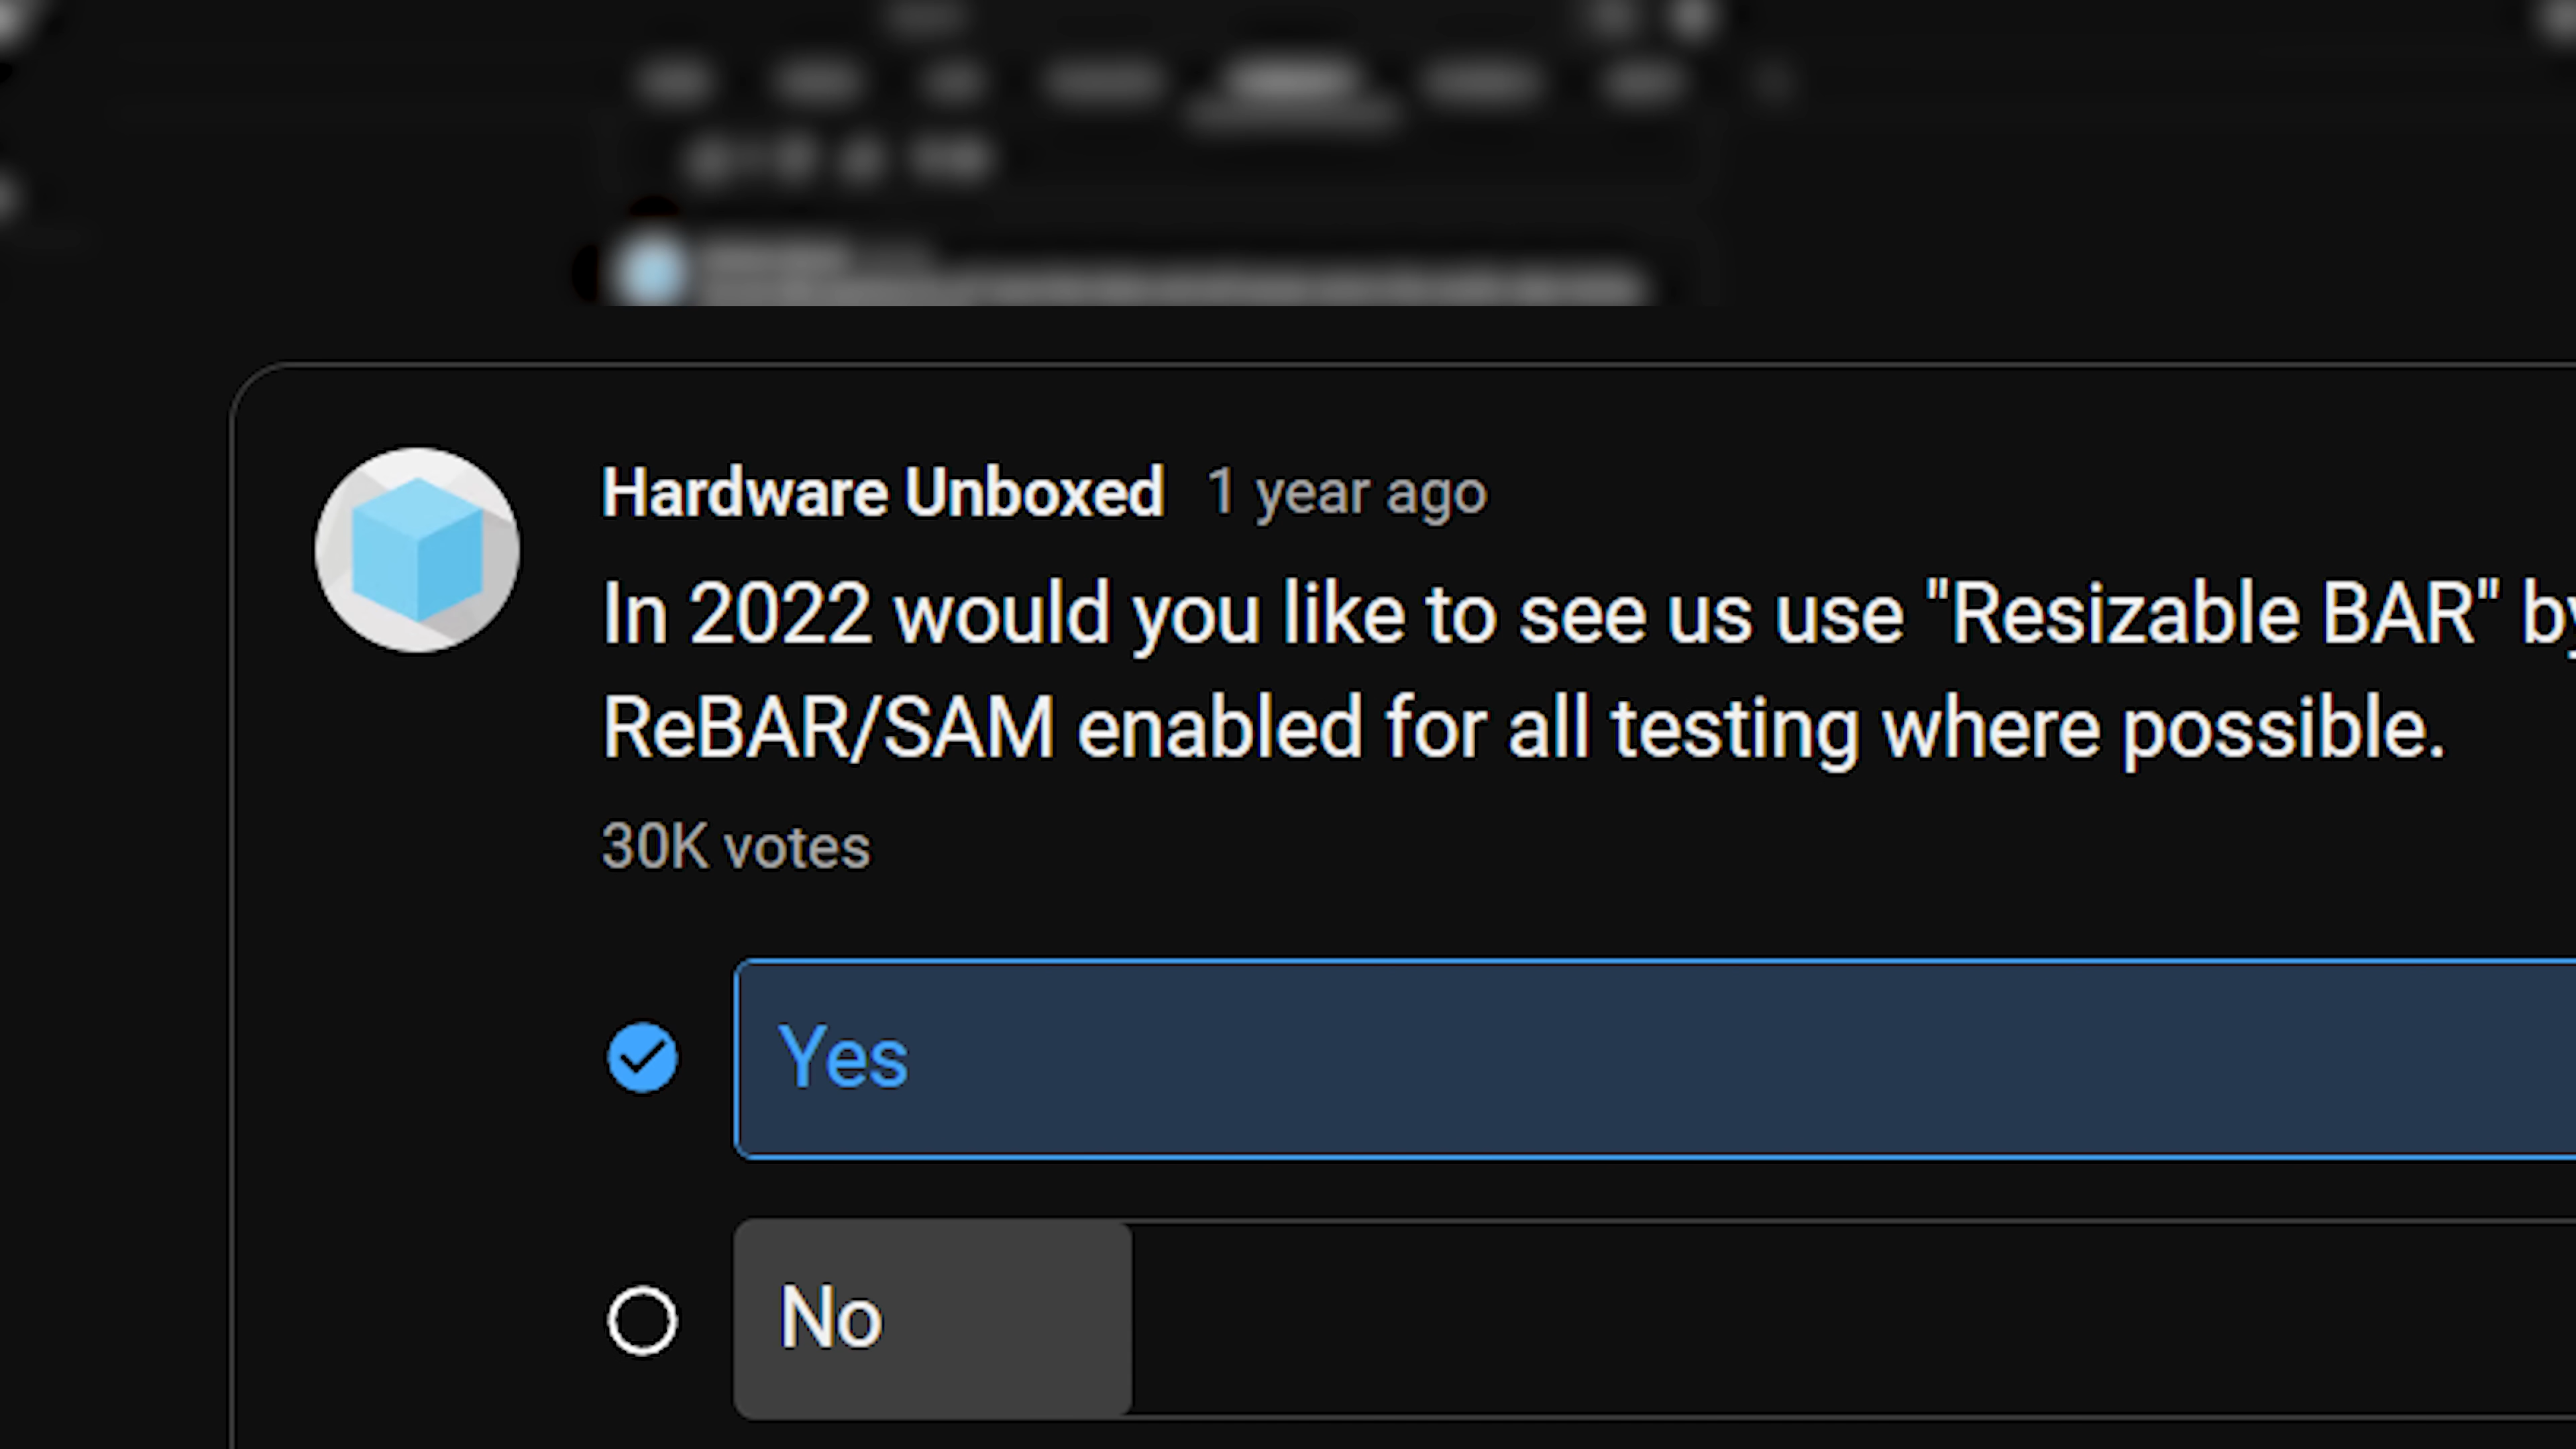 Hardware Unboxed 1 year ago
In 2022 would you like to see us use "Resizable BAR" by
ReBAR/SAM enabled for all testing where possible.
30K votes
Yes
No